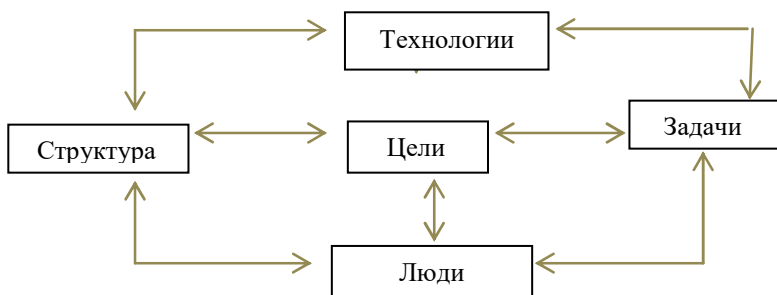 Технологии
Структура
Цели
Задачи
Люди